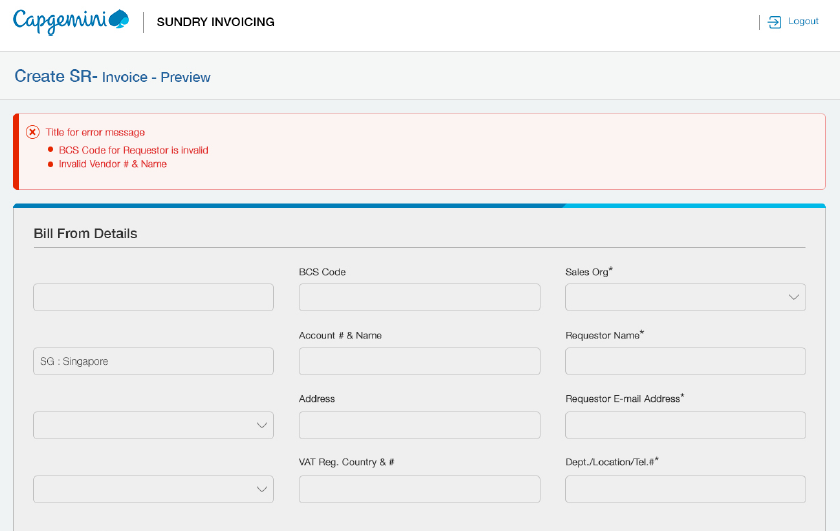 Capgemini
SUNDRY INVOICING
Logout
Create SR- Invoice - Preview
Title for error message
BCS Code for Requestor is invalid
Invalid Vendor # & Name
Bill From Details
BCS Code
Sales Org*
Account # & Name
Requestor Name*
SG : Singapore
Address
Requestor E-mail Address*
VAT Reg. Country & #
Dept./Location/Tel.#*